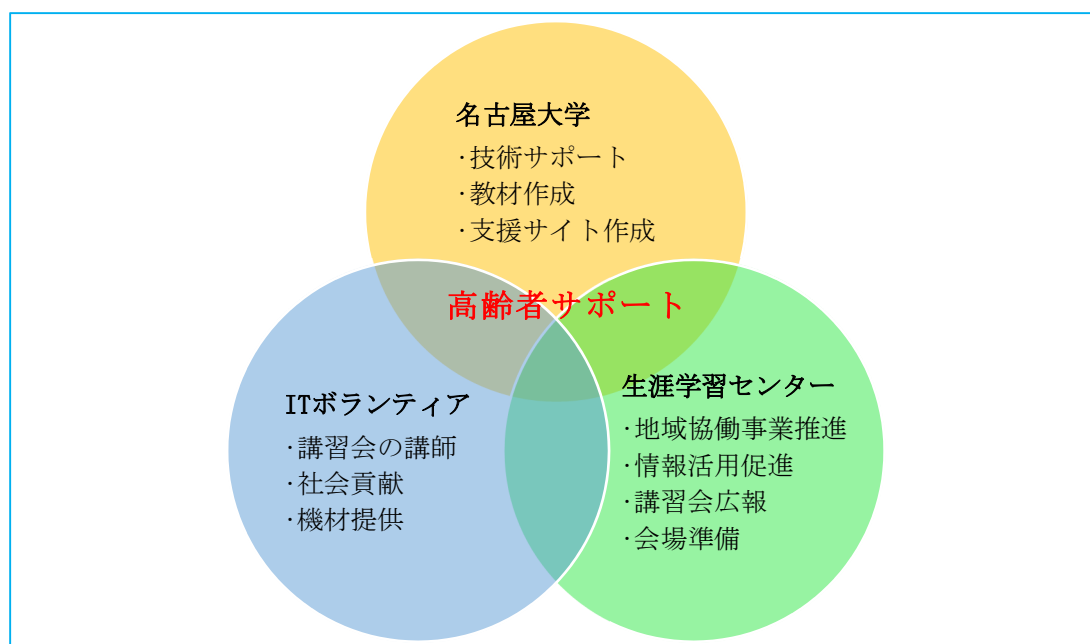 名古屋大学
·技術サポート
·教材作成
·支援サイト作成
高齢者サポート
ITボランティア
·講習会の講師
·社会貢献
·機材提供
生涯学習センター
·地域協働事業推進
·情報活用促進
·講習会広報
·会場準備